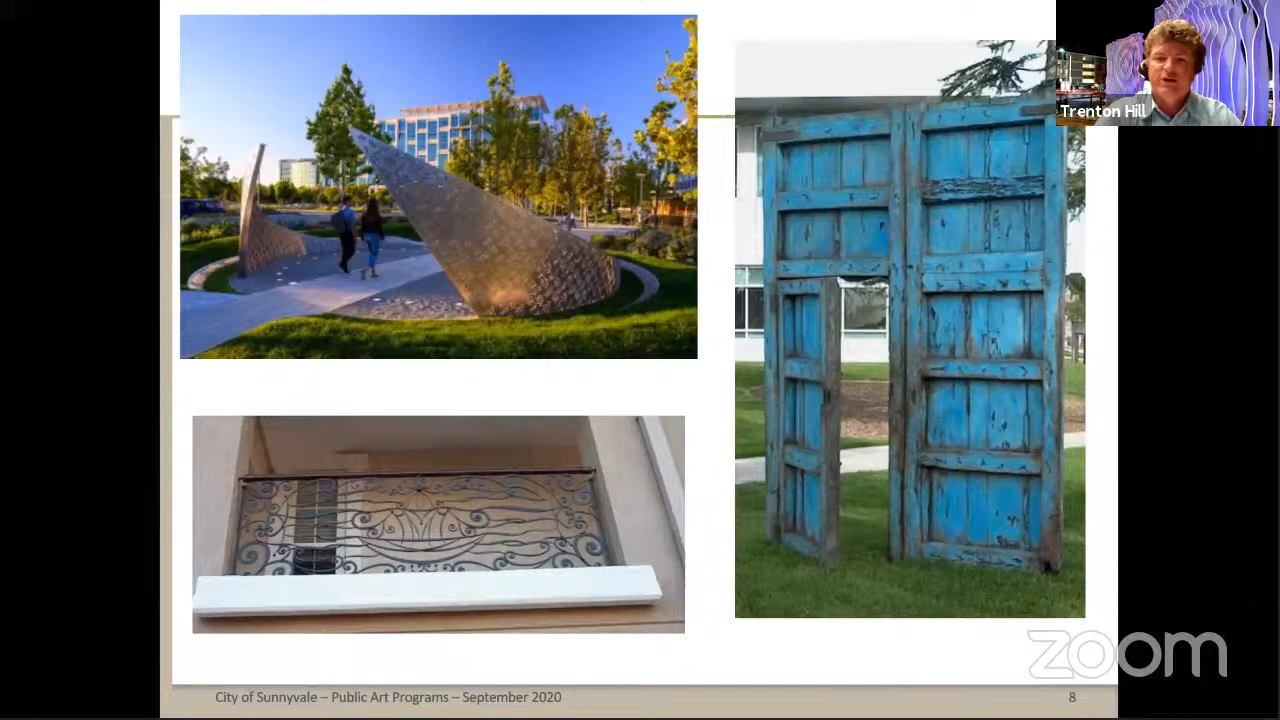 Trenton Hill
zoom
City of Sunnyvale – Public Art Programs – September 2020
8